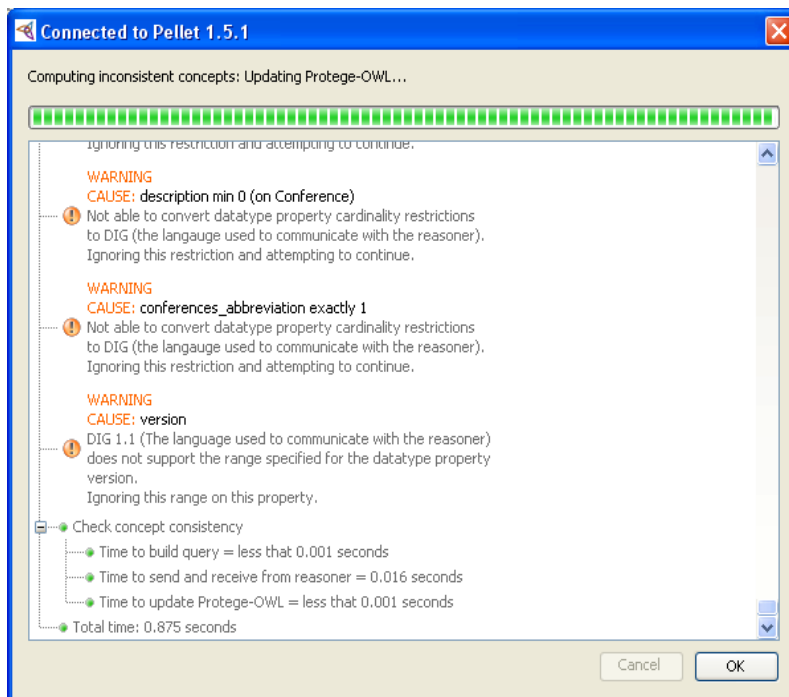 Connected to Pellet 1.5.1
Computing inconsistent concepts: Updating Protege-OWL...
Ignoring this restriction and attempting to continue.
WARNING
CAUSE: description min 0 (on Conference)
Not able to convert datatype property cardinality restrictions
to DIG (the langauge used to communicate with the reasoner).
Ignoring this restriction and attempting to continue.
WARNING
CAUSE: conferences_abbreviation exactly 1
Not able to convert datatype property cardinality restrictions
to DIG (the langauge used to communicate with the reasoner).
Ignoring this restriction and attempting to continue.
WARNING
CAUSE: version
DIG 1.1 (The language used to communicate with the reasoner)
does not support the range specified for the datatype property
version.
Ignoring this range on this property.
Check concept consistency
Time to build query = less that 0.001 seconds
Time to send and receive from reasoner = 0.016 seconds
Time to update Protege-OWL = less that 0.001 seconds
Total time: 0.875 seconds
Cancel OK